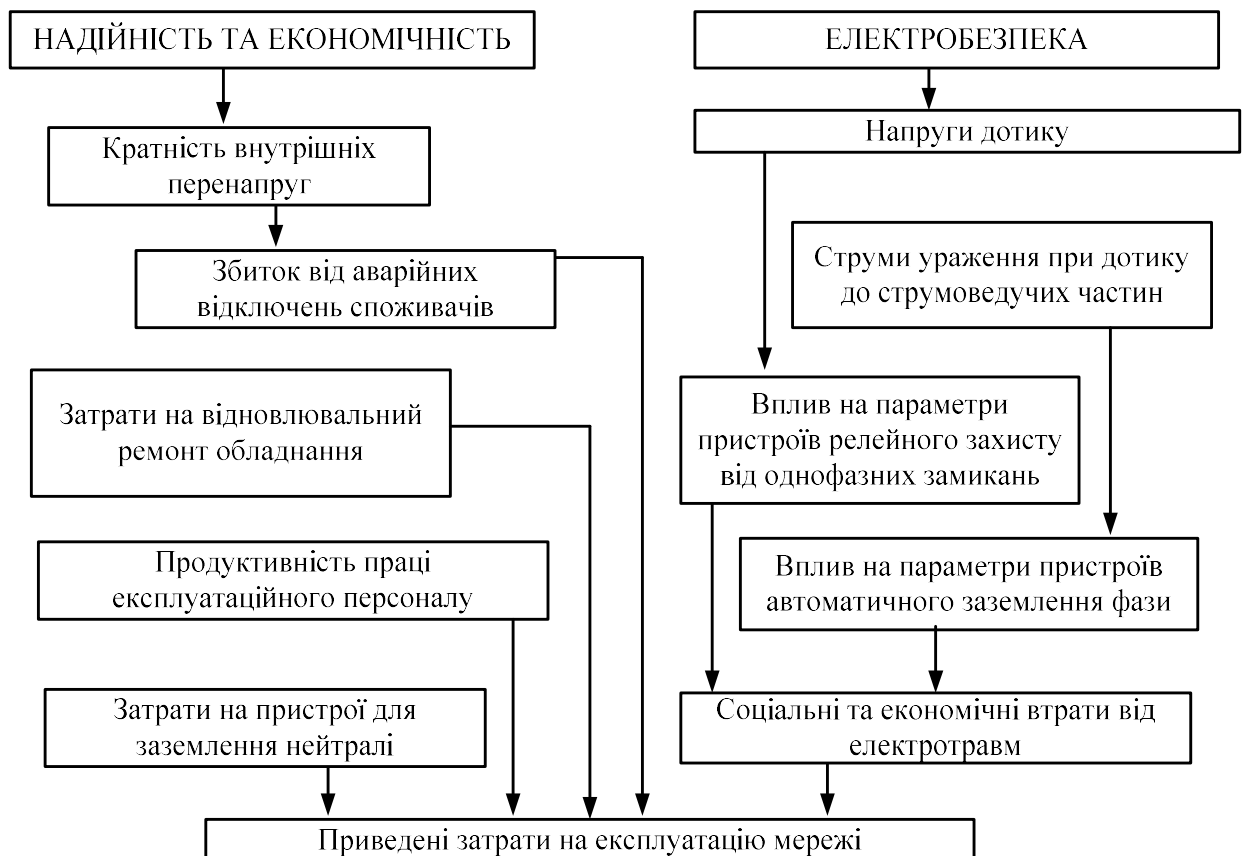 НАДІЙНІСТЬ ТА ЕКОНОМІЧНІСТЬ
Кратність внутрішніх
перенапруг
Збиток від аварійних
відключень споживачів
Затрати на відновлювальний
ремонт обладнання
Продуктивність праці
експлуатаційного персоналу
Затрати на пристрої для
заземлення нейтралі
ЕЛЕКТРОБЕЗПЕКА
Напруги дотику
Струми ураження при дотику
до струмоведучих частин
Вплив на параметри
пристроїв релейного захисту
від однофазних замикань
Вплив на параметри пристроїв
автоматичного заземлення фази
Соціальні та економічні втрати від
електротравм
Приведені затрати на експлуатацію мережі